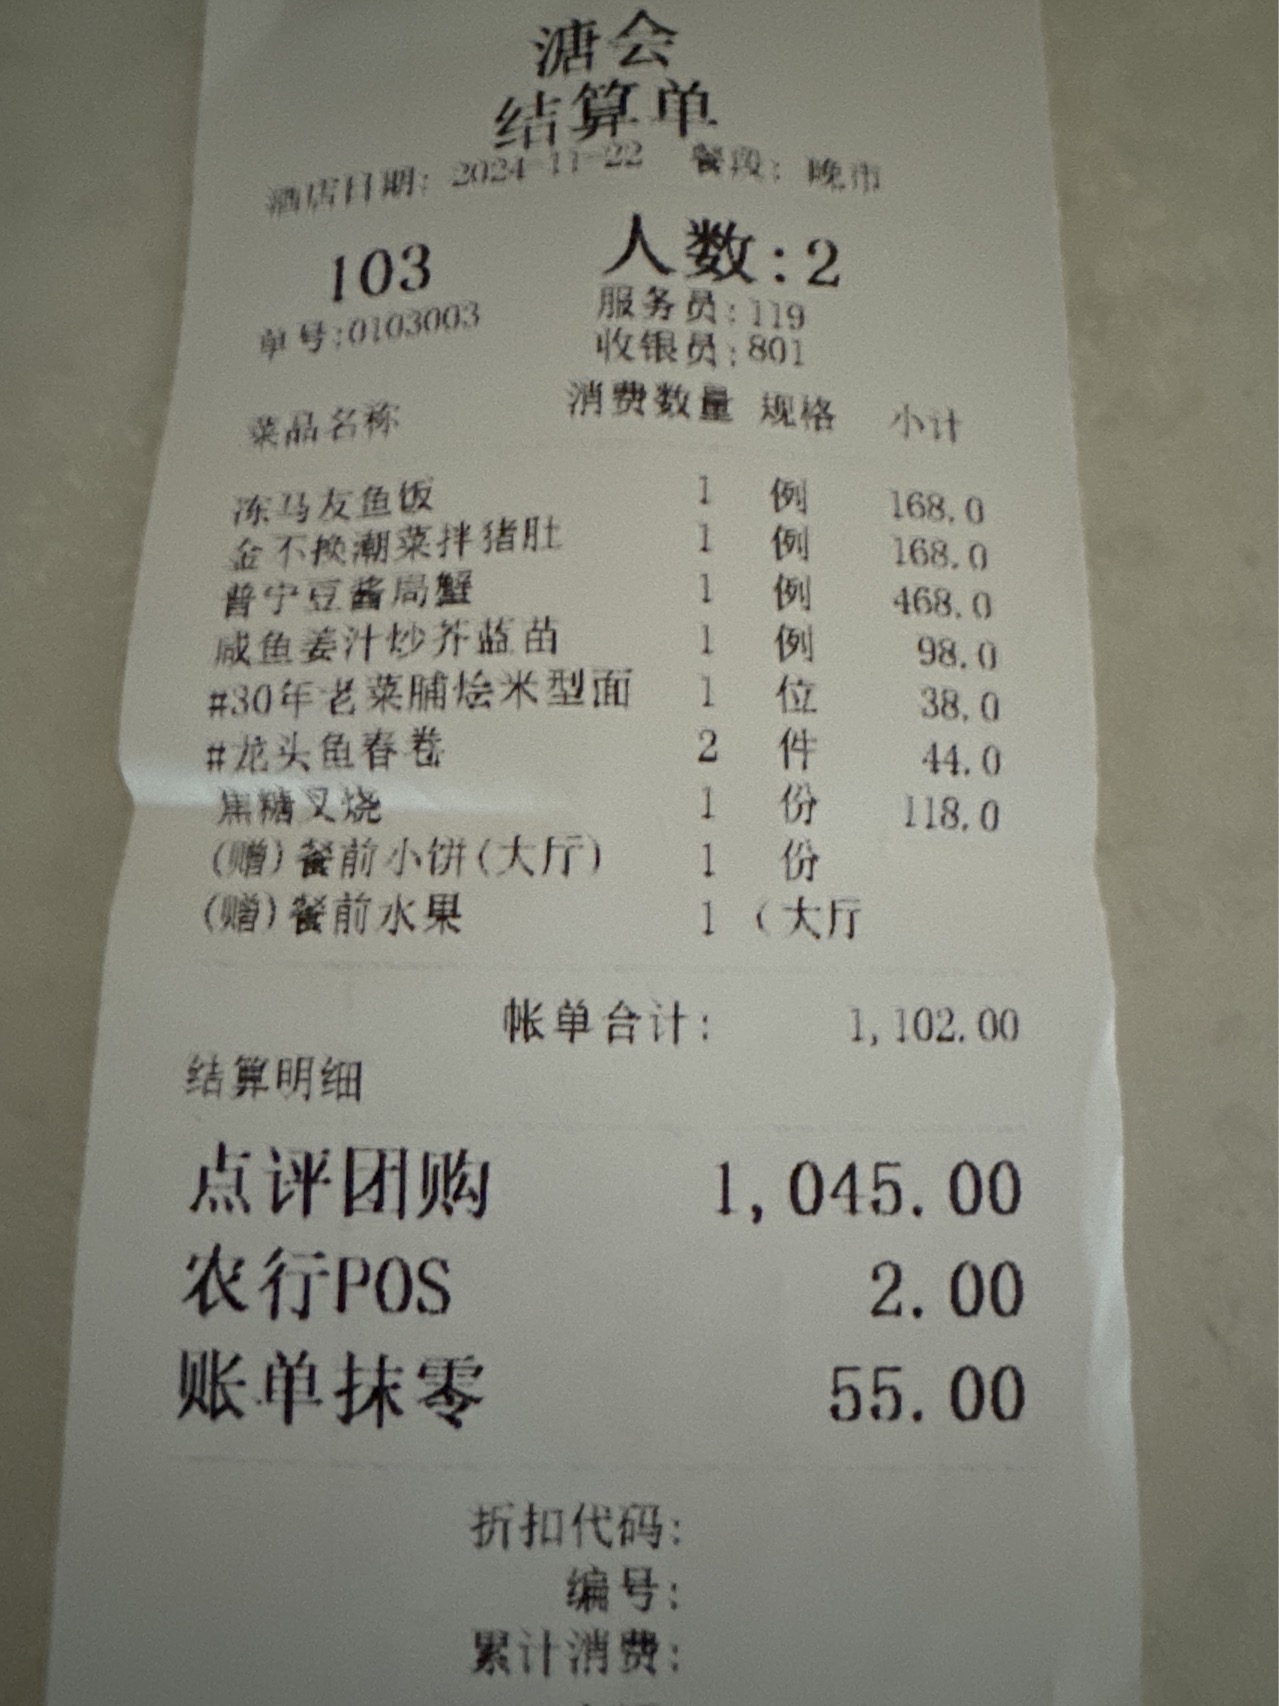 溏会
结算单
酒店日期: 2024-11-22 餐段: 晚市
103 人数:2
单号:0103003 服务员:119
收银员:801
菜品名称 消费数量 规格 小计
冻马友鱼饭 1 例 168.0
金不换潮菜拌猪肚 1 例 168.0
普宁豆酱焗蟹 1 例 468.0
咸鱼姜汁炒芥蓝苗 1 例 98.0
#30年老菜脯烩米型面 1 位 38.0
#龙头鱼春卷 2 件 44.0
焦糖叉烧 1 份 118.0
(赠)餐前小饼(大厅) 1 份
(赠)餐前水果 1 (大厅
帐单合计: 1,102.00
结算明细
点评团购 1,045.00
农行POS 2.00
账单抹零 55.00
折扣代码:
编号:
累计消费: